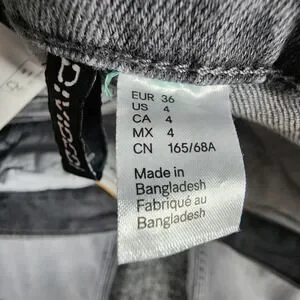 EUR 36
US 4
CA 4
MX 4
CN 165/68A
Made in
Bangladesh
Fabriqué au
Bangladesh